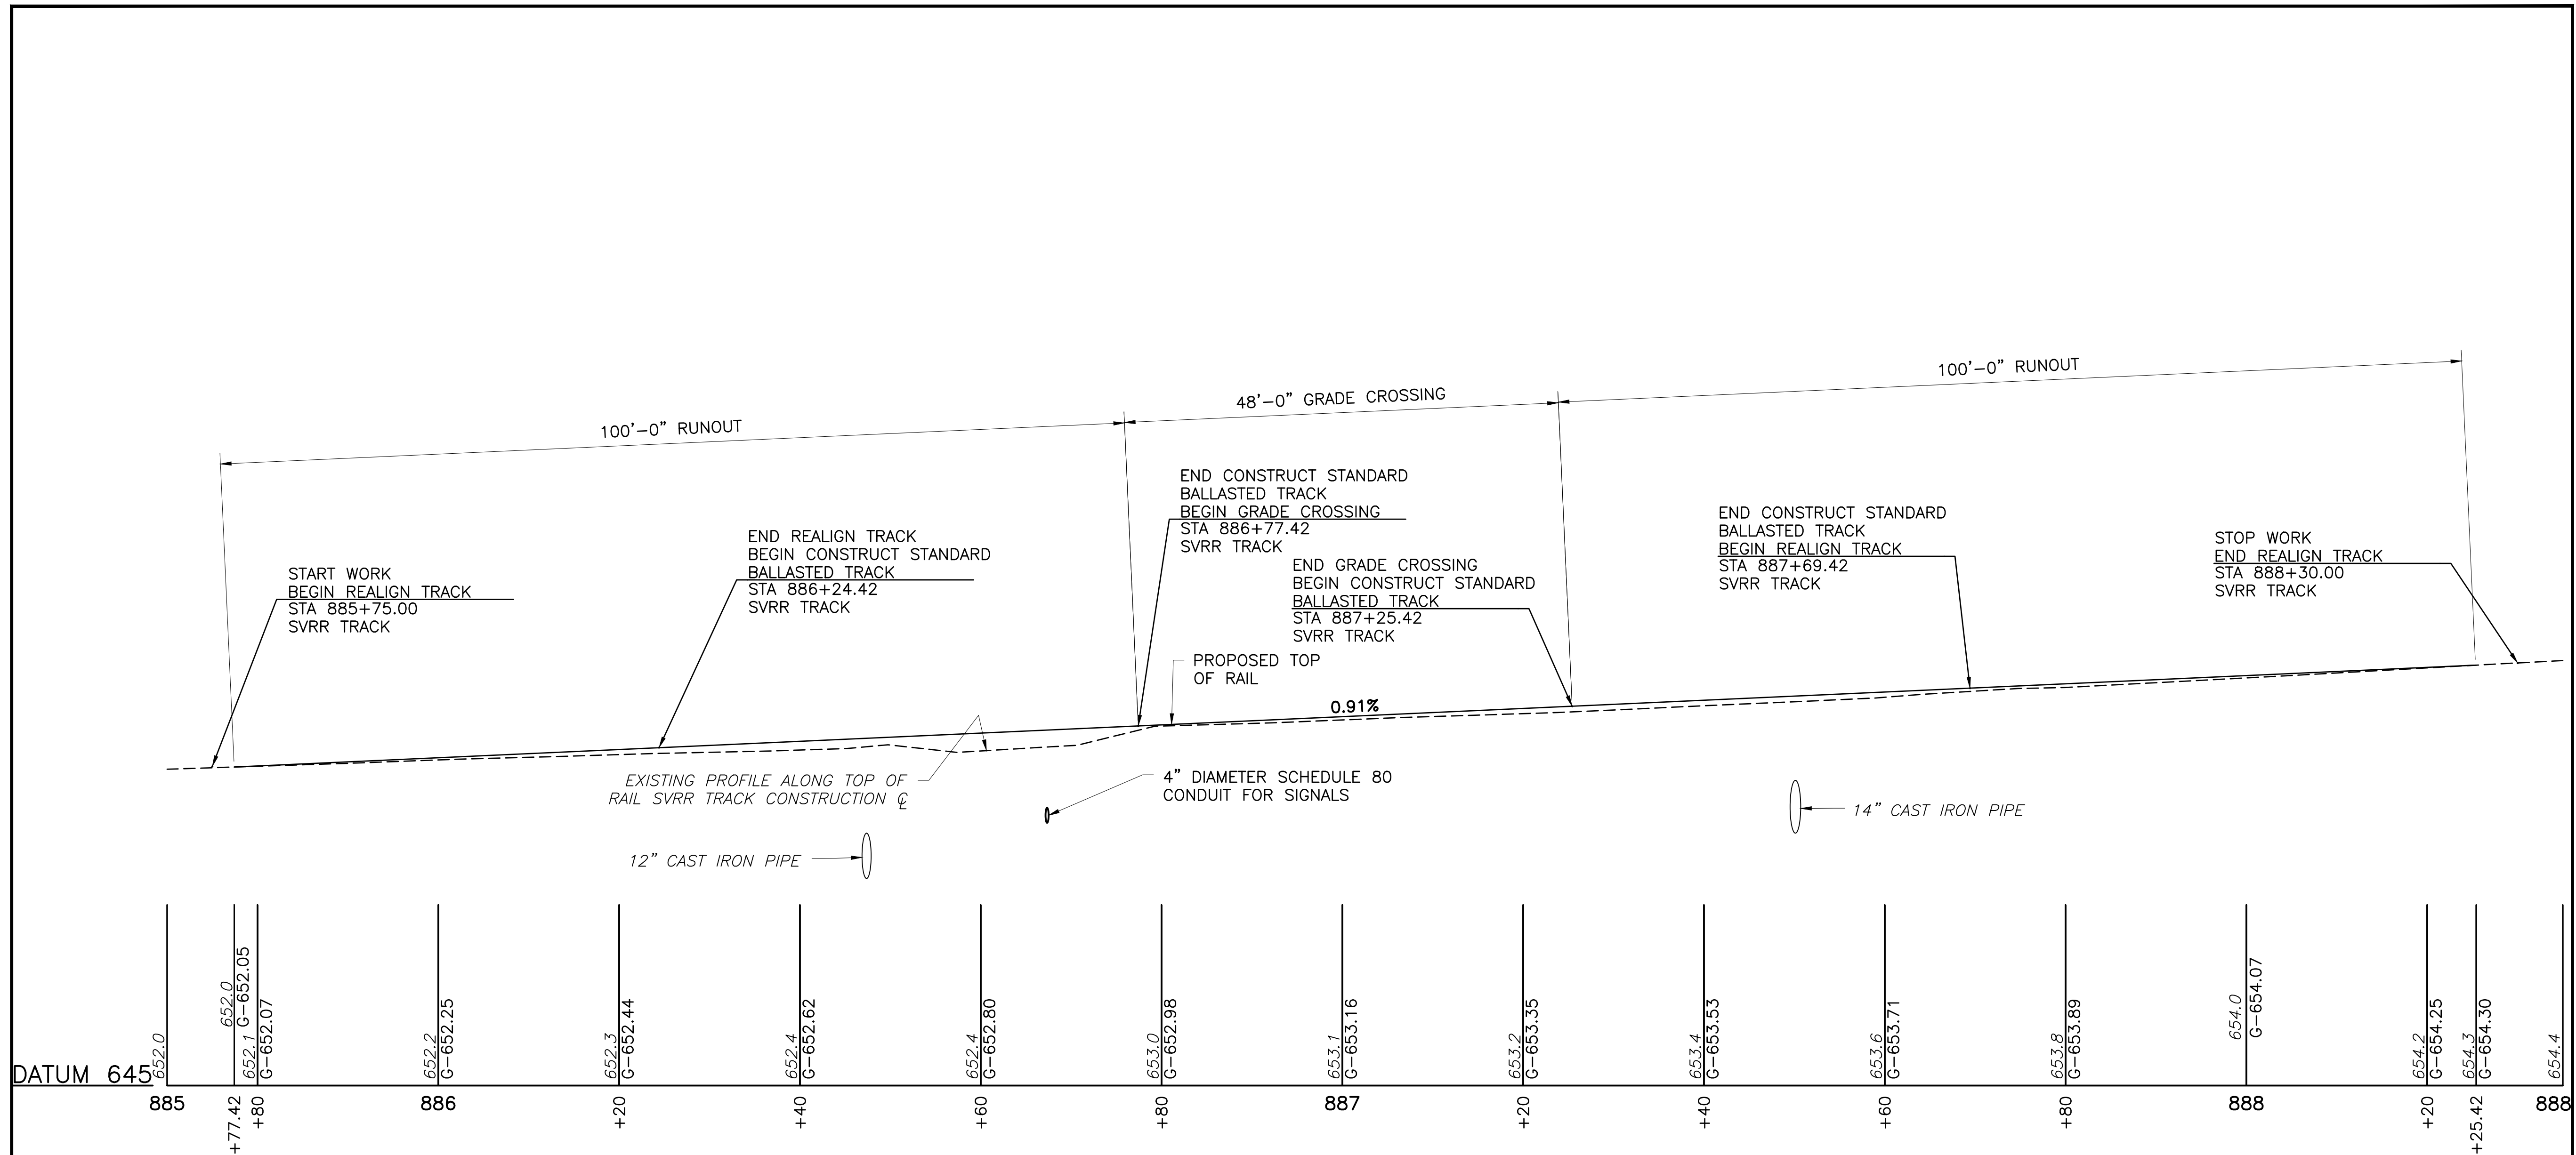 100'-0" RUNOUT
48'-0" GRADE CROSSING
100'-0" RUNOUT
START WORK
BEGIN REALIGN TRACK
STA 885+75.00
SVRR TRACK
END REALIGN TRACK
BEGIN CONSTRUCT STANDARD
BALLASTED TRACK
STA 886+24.42
SVRR TRACK
END CONSTRUCT STANDARD
BALLASTED TRACK
BEGIN GRADE CROSSING
STA 886+77.42
SVRR TRACK
END GRADE CROSSING
BEGIN CONSTRUCT STANDARD
BALLASTED TRACK
STA 887+25.42
SVRR TRACK
END CONSTRUCT STANDARD
BALLASTED TRACK
BEGIN REALIGN TRACK
STA 887+69.42
SVRR TRACK
STOP WORK
END REALIGN TRACK
STA 888+30.00
SVRR TRACK
PROPOSED TOP
OF RAIL
0.91%
EXISTING PROFILE ALONG TOP OF
RAIL SVRR TRACK CONSTRUCTION ℄
4" DIAMETER SCHEDULE 80
CONDUIT FOR SIGNALS
14" CAST IRON PIPE
12" CAST IRON PIPE
DATUM 645
652.0
652.0
G-652.05
652.1
G-652.07
652.2
G-652.25
652.3
G-652.44
652.4
G-652.62
652.4
G-652.80
653.0
G-652.98
653.1
G-653.16
653.2
G-653.35
653.4
G-653.53
653.6
G-653.71
653.8
G-653.89
654.0
G-654.07
654.2
G-654.25
654.3
G-654.30
654.4
885
+77.42
+80
886
+20
+40
+60
+80
887
+20
+40
+60
+80
888
+20
+25.42
888